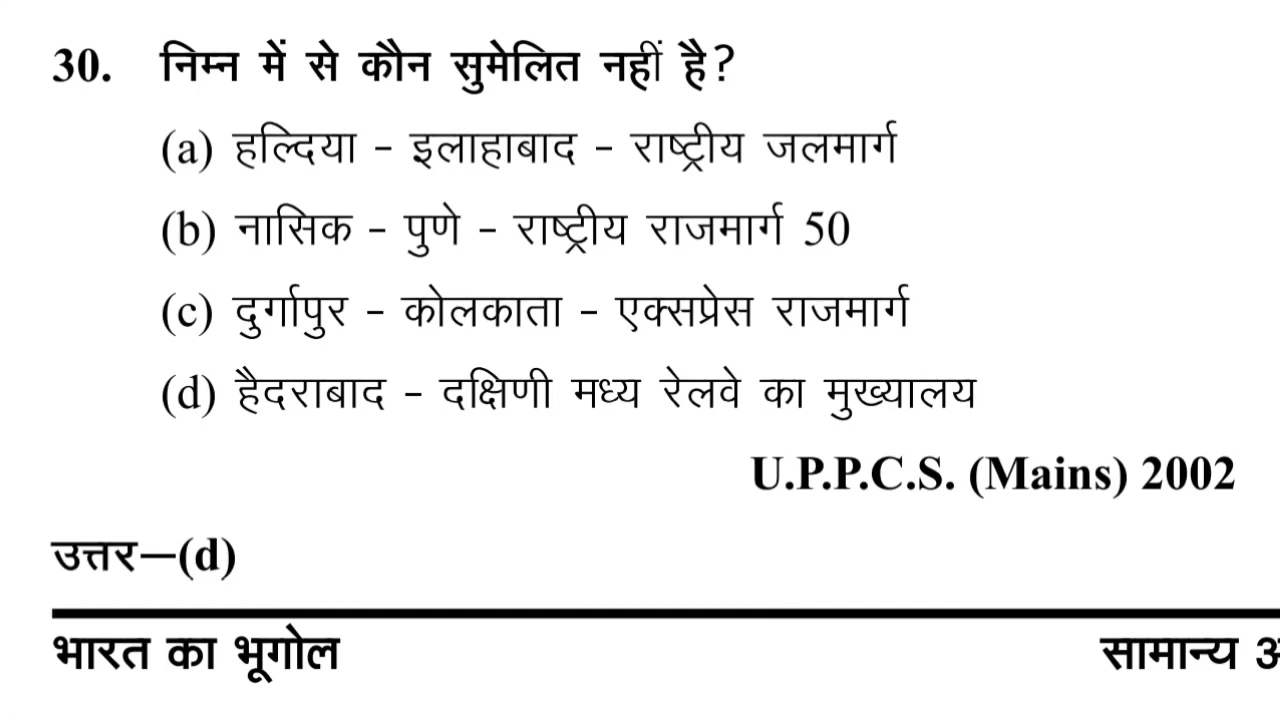 30. निम्न में से कौन सुमेलित नहीं है?
(a) हल्दिया - इलाहाबाद - राष्ट्रीय जलमार्ग
(b) नासिक - पुणे - राष्ट्रीय राजमार्ग 50
(c) दुर्गापुर - कोलकाता - एक्सप्रेस राजमार्ग
(d) हैदराबाद - दक्षिणी मध्य रेलवे का मुख्यालय
U.P.P.C.S. (Mains) 2002
उत्तर—(d)
भारत का भूगोल सामान्य अ